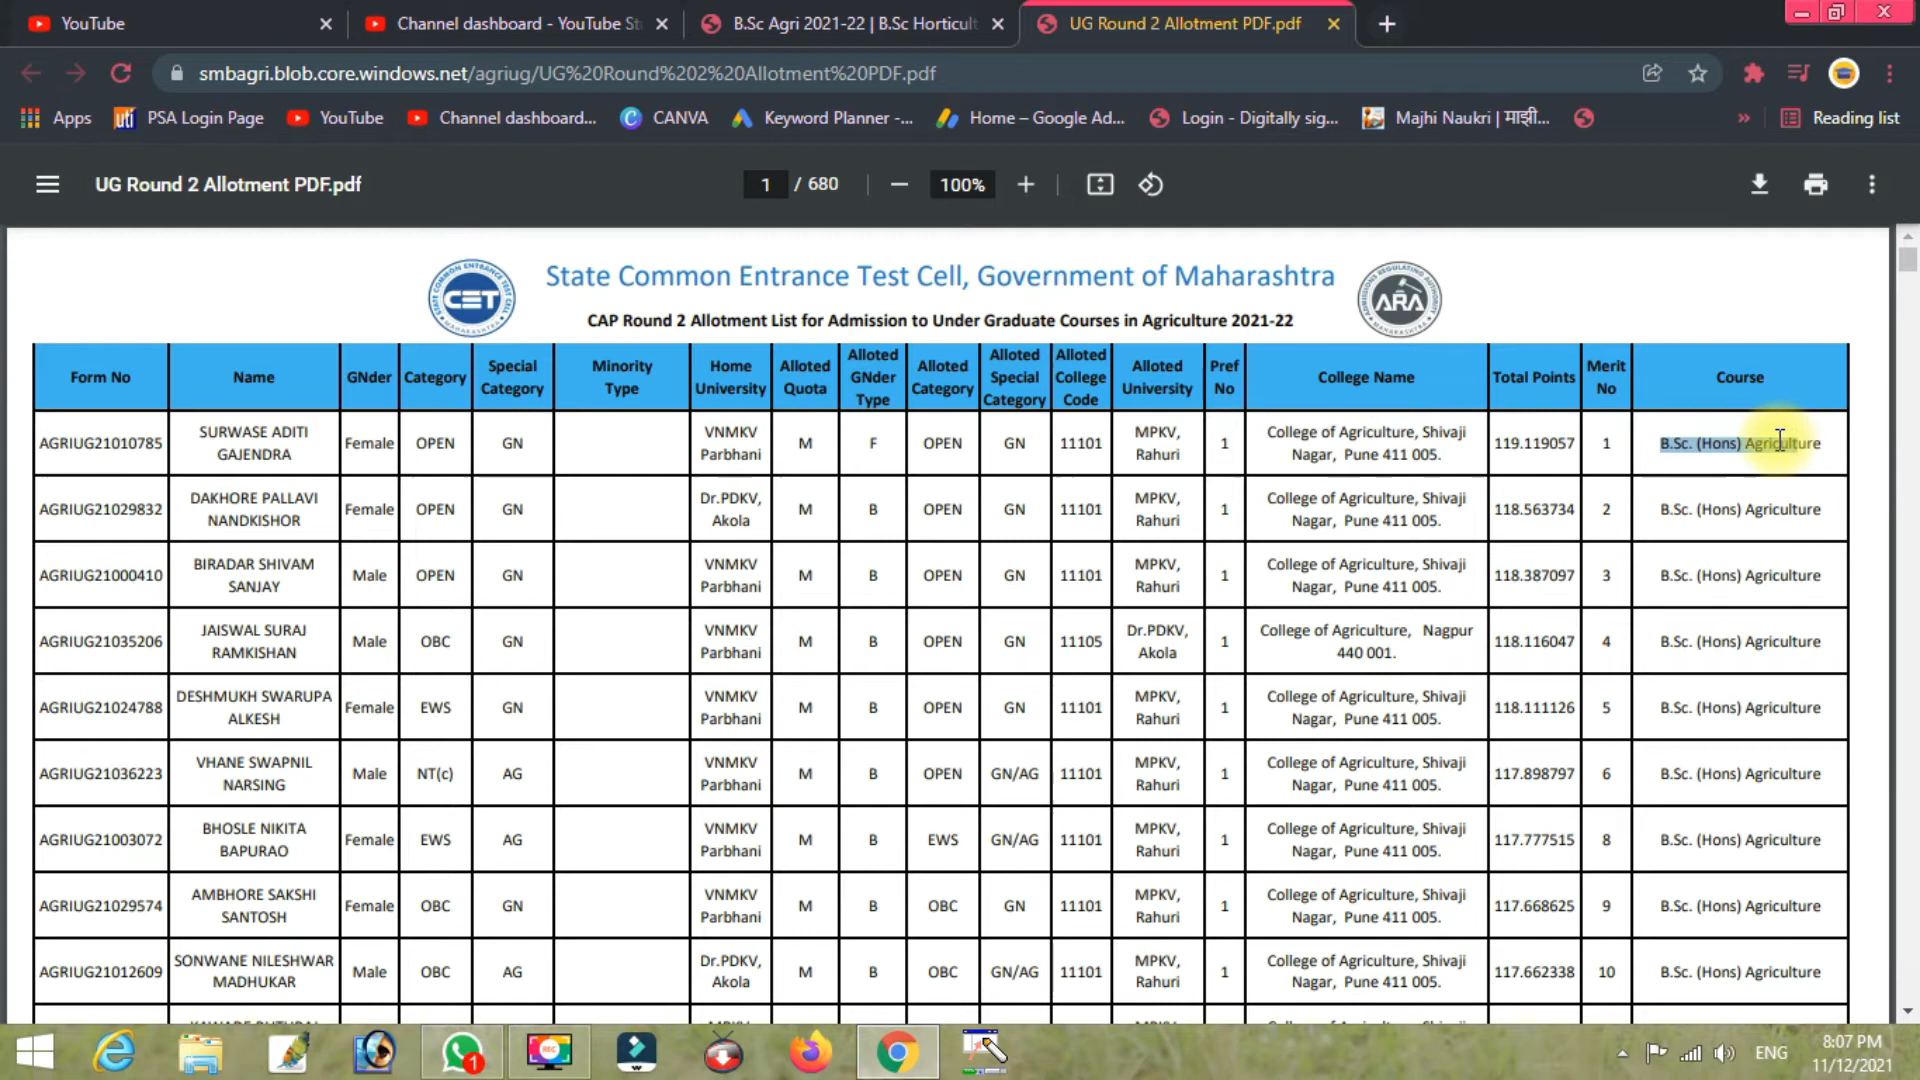 YouTube
Channel dashboard - YouTube St
B.Sc Agri 2021-22 | B.Sc Horticult
UG Round 2 Allotment PDF.pdf
smbagri.blob.core.windows.net/agriug/UG%20Round%202%20Allotment%20PDF.pdf
Apps
uti PSA Login Page
YouTube
Channel dashboard...
CANVA
Keyword Planner -...
Home – Google Ad...
Login - Digitally sig...
Majhi Naukri | माझी...
Reading list
UG Round 2 Allotment PDF.pdf
1 / 680
100%
CET
State Common Entrance Test Cell, Government of Maharashtra
ARA
CAP Round 2 Allotment List for Admission to Under Graduate Courses in Agriculture 2021-22
Form No Name GNder Category Special Category Minority Type Home University Alloted Quota Alloted GNder Type Alloted Category Alloted Special Category Alloted College Code Alloted University Pref No College Name Total Points Merit No Course
AGRIUG21010785 SURWASE ADITI GAJENDRA Female OPEN GN VNMKV Parbhani M F OPEN GN 11101 MPKV, Rahuri 1 College of Agriculture, Shivaji Nagar, Pune 411 005. 119.119057 1 B.Sc. (Hons) Agriculture
AGRIUG21029832 DAKHORE PALLAVI NANDKISHOR Female OPEN GN Dr.PDKV, Akola M B OPEN GN 11101 MPKV, Rahuri 1 College of Agriculture, Shivaji Nagar, Pune 411 005. 118.563734 2 B.Sc. (Hons) Agriculture
AGRIUG21000410 BIRADAR SHIVAM SANJAY Male OPEN GN VNMKV Parbhani M B OPEN GN 11101 MPKV, Rahuri 1 College of Agriculture, Shivaji Nagar, Pune 411 005. 118.387097 3 B.Sc. (Hons) Agriculture
AGRIUG21035206 JAISWAL SURAJ RAMKISHAN Male OBC GN VNMKV Parbhani M B OPEN GN 11105 Dr.PDKV, Akola 1 College of Agriculture, Nagpur 440 001. 118.116047 4 B.Sc. (Hons) Agriculture
AGRIUG21024788 DESHMUKH SWARUPA ALKESH Female EWS GN VNMKV Parbhani M B OPEN GN 11101 MPKV, Rahuri 1 College of Agriculture, Shivaji Nagar, Pune 411 005. 118.111126 5 B.Sc. (Hons) Agriculture
AGRIUG21036223 VHANE SWAPNIL NARSING Male NT(c) AG VNMKV Parbhani M B OPEN GN/AG 11101 MPKV, Rahuri 1 College of Agriculture, Shivaji Nagar, Pune 411 005. 117.898797 6 B.Sc. (Hons) Agriculture
AGRIUG21003072 BHOSLE NIKITA BAPURAO Female EWS AG VNMKV Parbhani M B EWS GN/AG 11101 MPKV, Rahuri 1 College of Agriculture, Shivaji Nagar, Pune 411 005. 117.777515 8 B.Sc. (Hons) Agriculture
AGRIUG21029574 AMBHORE SAKSHI SANTOSH Female OBC GN VNMKV Parbhani M B OBC GN 11101 MPKV, Rahuri 1 College of Agriculture, Shivaji Nagar, Pune 411 005. 117.668625 9 B.Sc. (Hons) Agriculture
AGRIUG21012609 SONWANE NILESHWAR MADHUKAR Male OBC AG Dr.PDKV, Akola M B OBC GN/AG 11101 MPKV, Rahuri 1 College of Agriculture, Shivaji Nagar, Pune 411 005. 117.662338 10 B.Sc. (Hons) Agriculture
1
REC
ENG
8:07 PM
11/12/2021